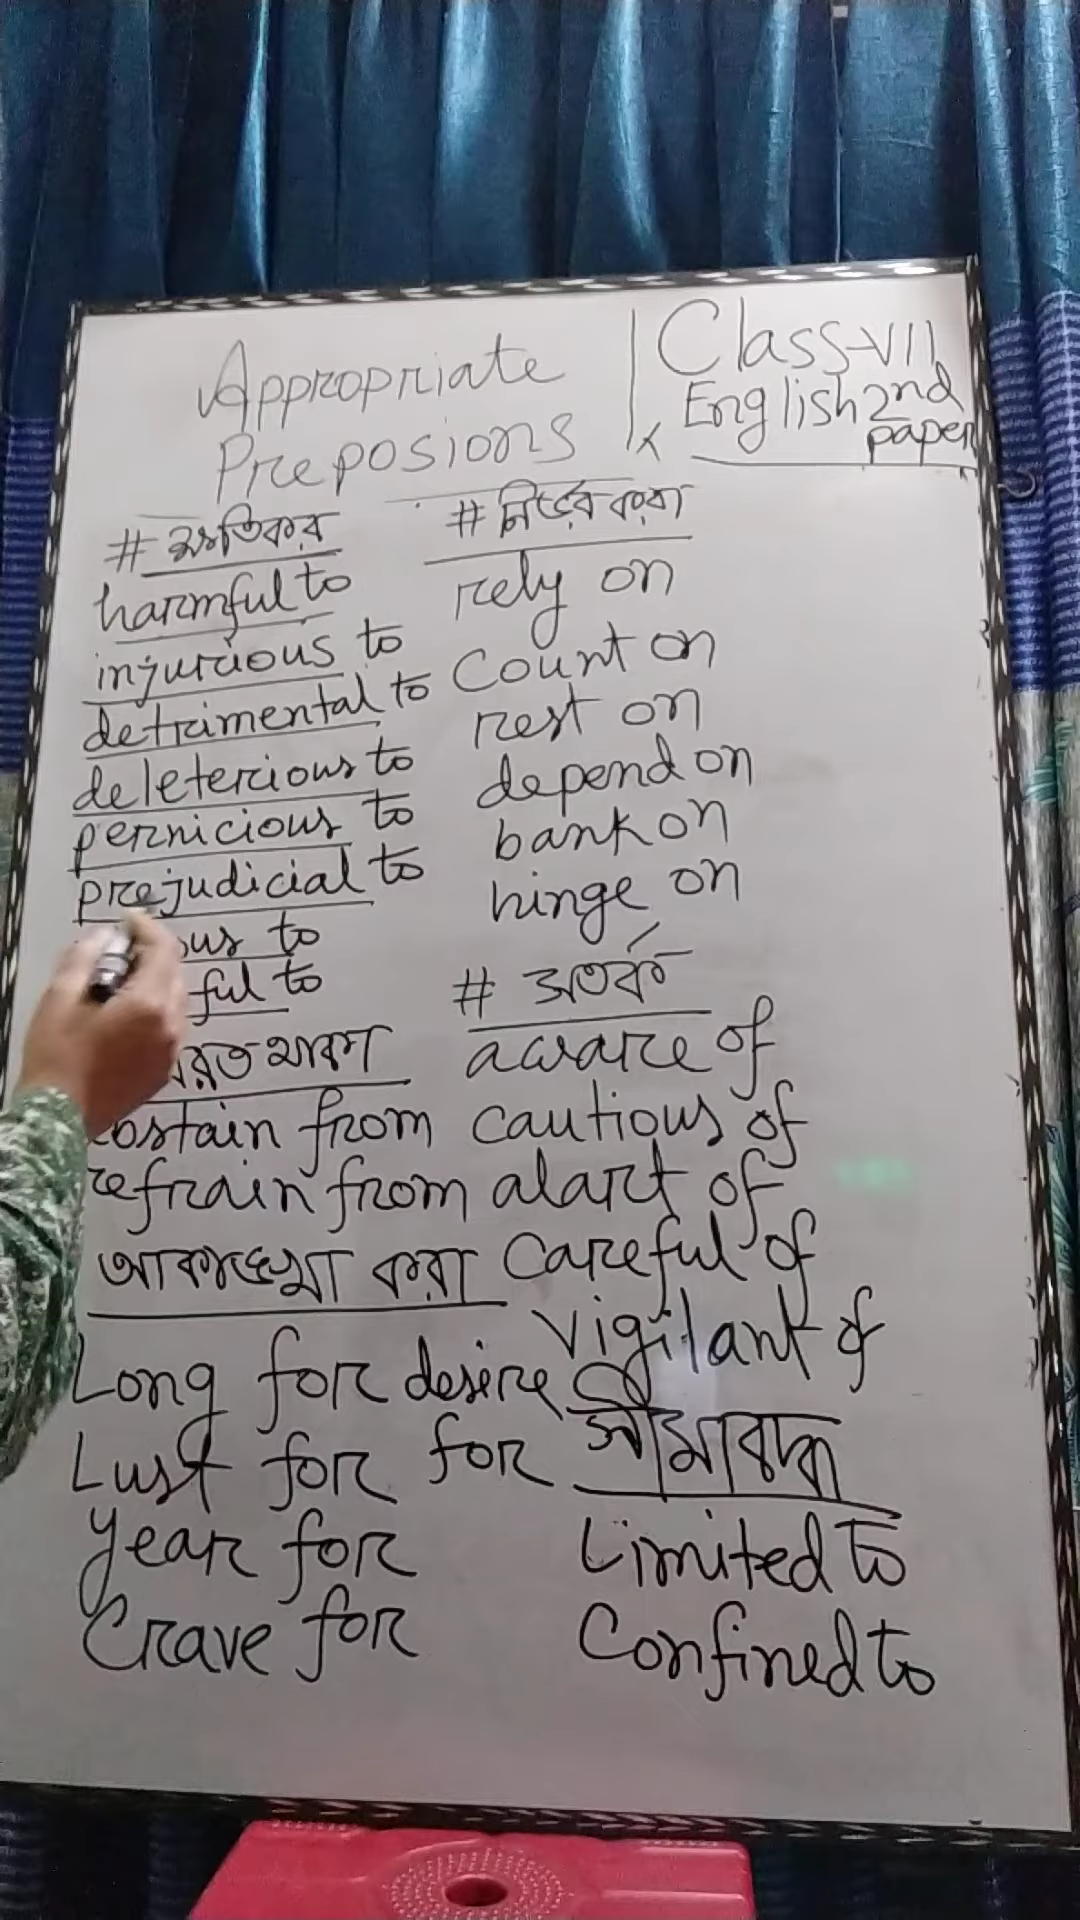 Appropriate
Preposions
Class-VII
English 2nd
paper
# ক্ষতিকর
harmful to
injurious to
detrimental to
deleterious to
pernicious to
prejudicial to
to
ful to
থাকা
from
refrain from
আকাঙ্খা করা
Long for desire
Lust for for
Year for
Crave for
# নির্ভর করা
rely on
Count on
rest on
depend on
bank on
hinge on
# সতর্ক
aware of
cautious of
alart of
Careful of
vigilant of
সীমাবদ্ধ
Limited to
Confined to